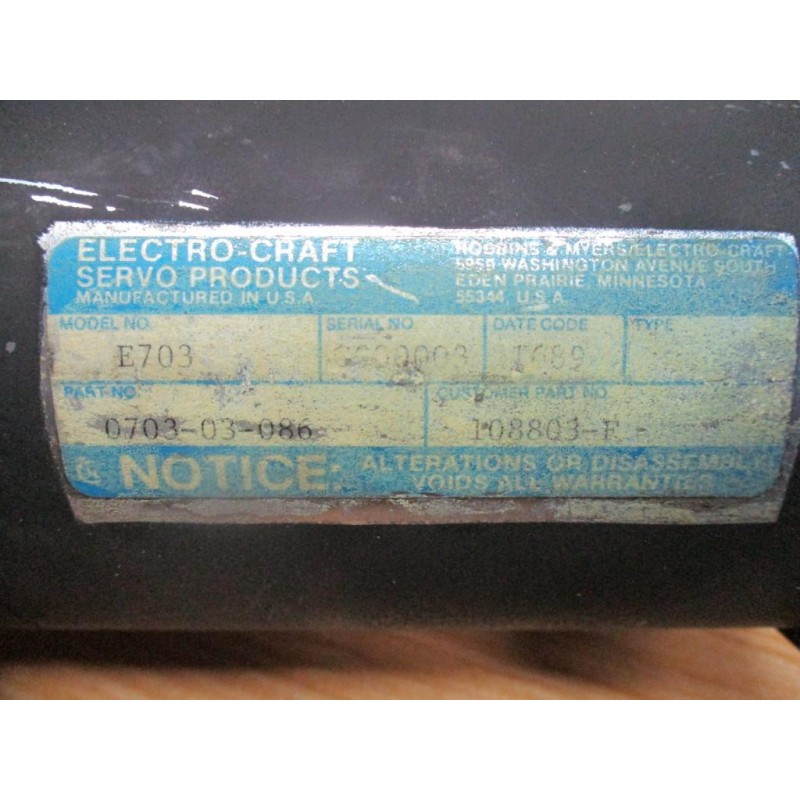 ELECTRO-CRAFT
SERVO PRODUCTS
MANUFACTURED IN U.S.A.
ROBBINS & MYERS/ELECTRO-CRAFT
WASHINGTON AVENUE SOUTH
EDEN PRAIRIE, MINNESOTA
55344, U.S.A.
MODEL NO. SERIAL NO. DATE CODE TYPE
E703 1689
PART NO. CUSTOMER PART NO.
0703-03-086 108803-F
NOTICE: ALTERATIONS OR DISASSEMBLY
VOIDS ALL WARRANTIES